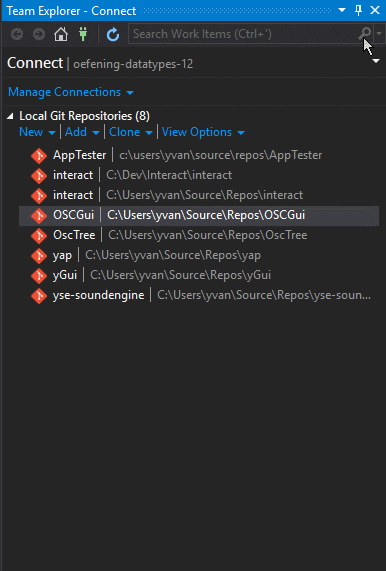 Team Explorer - Connect
Search Work Items (Ctrl+')
Connect | oefening-datatypes-12
Manage Connections
Local Git Repositories (8)
New | Add | Clone | View Options
AppTester | c:\users\yvan\source\repos\AppTester
interact | C:\Dev\Interact\interact
interact | C:\Users\yvan\Source\Repos\interact
OSCGui | C:\Users\yvan\Source\Repos\OSCGui
OscTree | C:\Users\yvan\Source\Repos\OscTree
yap | C:\Users\yvan\Source\Repos\yap
yGui | C:\Users\yvan\Source\Repos\yGui
yse-soundengine | C:\Users\yvan\Source\Repos\yse-soun...